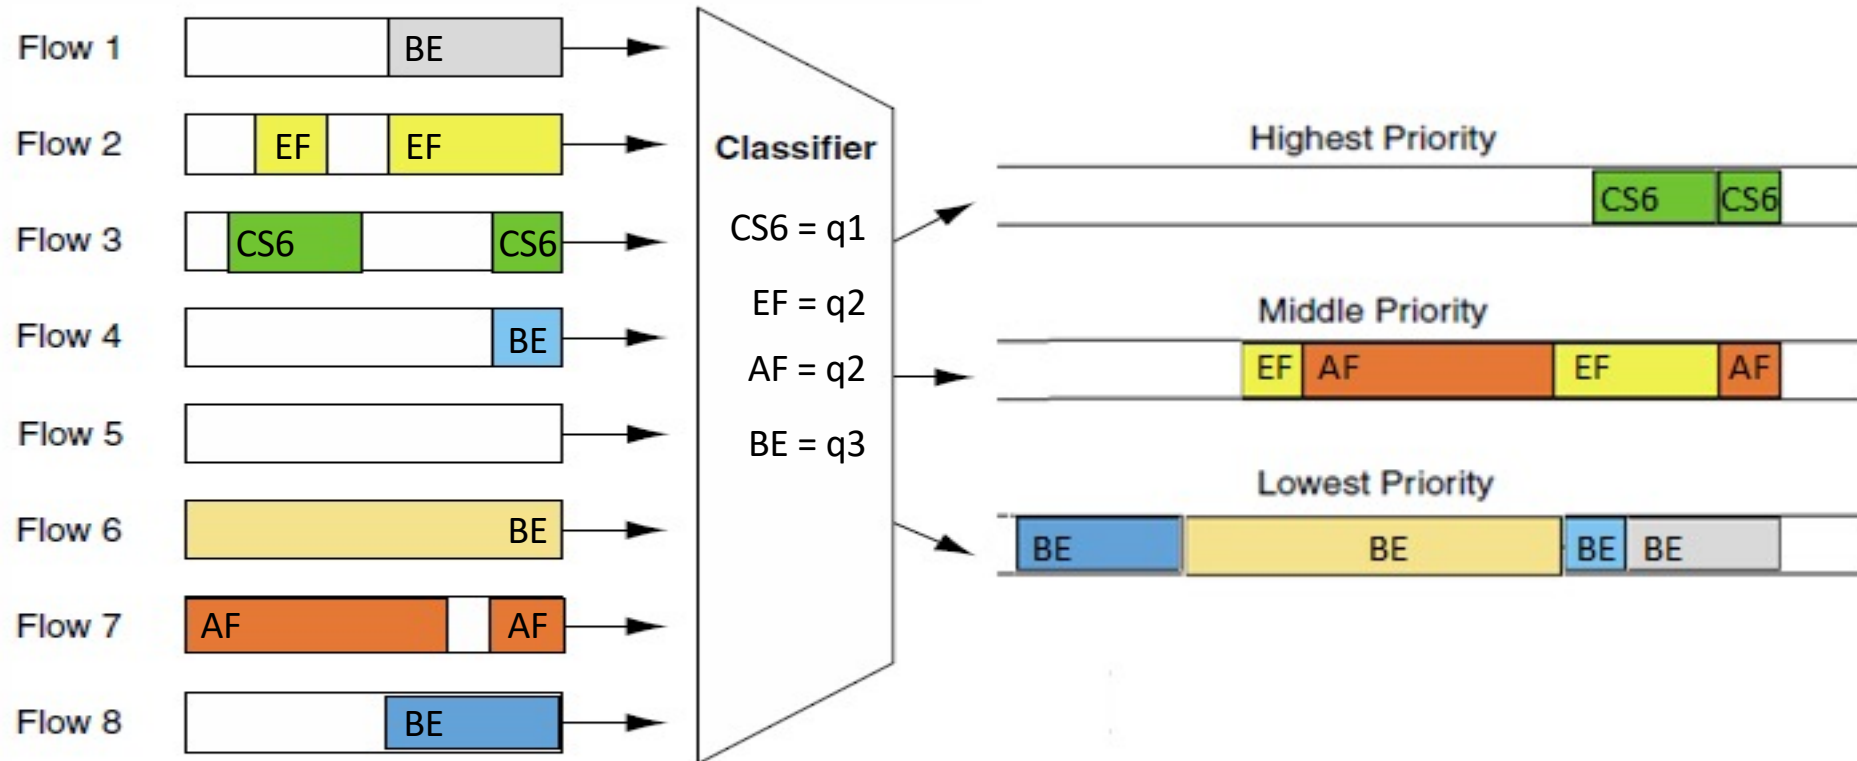 Flow 1
BE
Flow 2
EF
EF
Flow 3
CS6
CS6
Flow 4
BE
Flow 5
Flow 6
BE
Flow 7
AF
AF
Flow 8
BE
Classifier
CS6 = q1
EF = q2
AF = q2
BE = q3
Highest Priority
CS6
CS6
Middle Priority
EF
AF
EF
AF
Lowest Priority
BE
BE
BE
BE